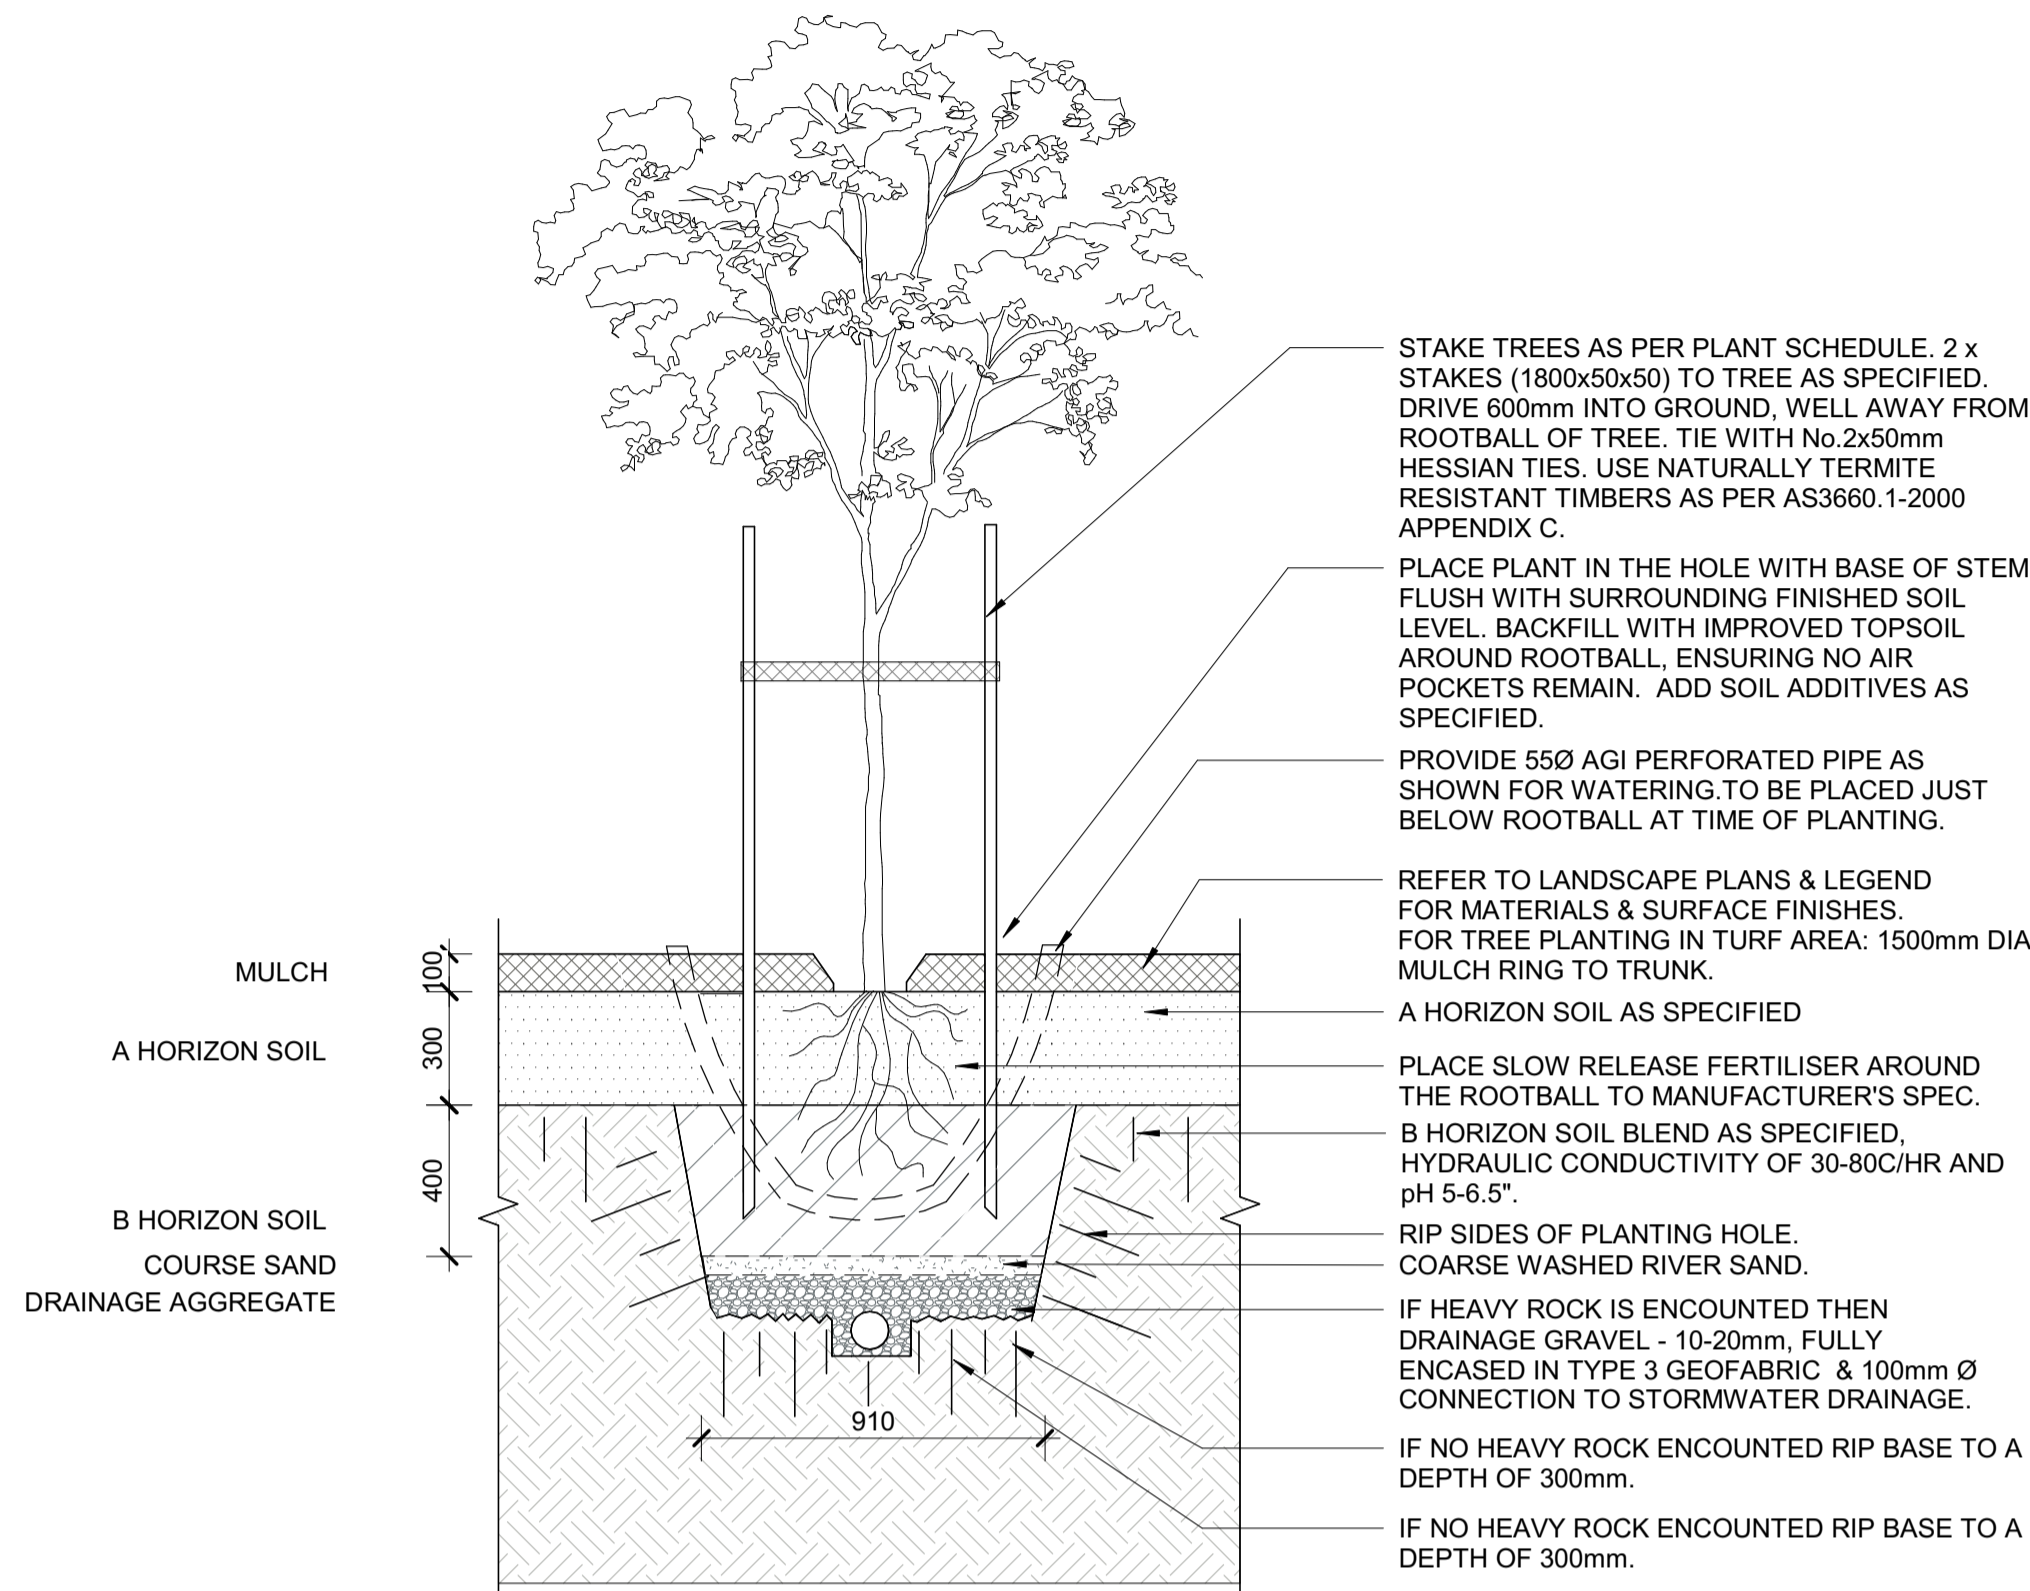 STAKE TREES AS PER PLANT SCHEDULE. 2 x
STAKES (1800x50x50) TO TREE AS SPECIFIED.
DRIVE 600mm INTO GROUND, WELL AWAY FROM
ROOTBALL OF TREE. TIE WITH No.2x50mm
HESSIAN TIES. USE NATURALLY TERMITE
RESISTANT TIMBERS AS PER AS3660.1-2000
APPENDIX C.
PLACE PLANT IN THE HOLE WITH BASE OF STEM
FLUSH WITH SURROUNDING FINISHED SOIL
LEVEL. BACKFILL WITH IMPROVED TOPSOIL
AROUND ROOTBALL, ENSURING NO AIR
POCKETS REMAIN.  ADD SOIL ADDITIVES AS
SPECIFIED.
PROVIDE 55Ø AGI PERFORATED PIPE AS
SHOWN FOR WATERING.TO BE PLACED JUST
BELOW ROOTBALL AT TIME OF PLANTING.
REFER TO LANDSCAPE PLANS & LEGEND
FOR MATERIALS & SURFACE FINISHES.
FOR TREE PLANTING IN TURF AREA: 1500mm DIA
MULCH RING TO TRUNK.
A HORIZON SOIL AS SPECIFIED
PLACE SLOW RELEASE FERTILISER AROUND
THE ROOTBALL TO MANUFACTURER'S SPEC.
B HORIZON SOIL BLEND AS SPECIFIED,
HYDRAULIC CONDUCTIVITY OF 30-80C/HR AND
pH 5-6.5".
RIP SIDES OF PLANTING HOLE.
COARSE WASHED RIVER SAND.
IF HEAVY ROCK IS ENCOUNTED THEN
DRAINAGE GRAVEL - 10-20mm, FULLY
ENCASED IN TYPE 3 GEOFABRIC  & 100mm Ø
CONNECTION TO STORMWATER DRAINAGE.
IF NO HEAVY ROCK ENCOUNTED RIP BASE TO A
DEPTH OF 300mm.
IF NO HEAVY ROCK ENCOUNTED RIP BASE TO A
DEPTH OF 300mm.
MULCH
100
A HORIZON SOIL
300
400
B HORIZON SOIL
COURSE SAND
DRAINAGE AGGREGATE
910